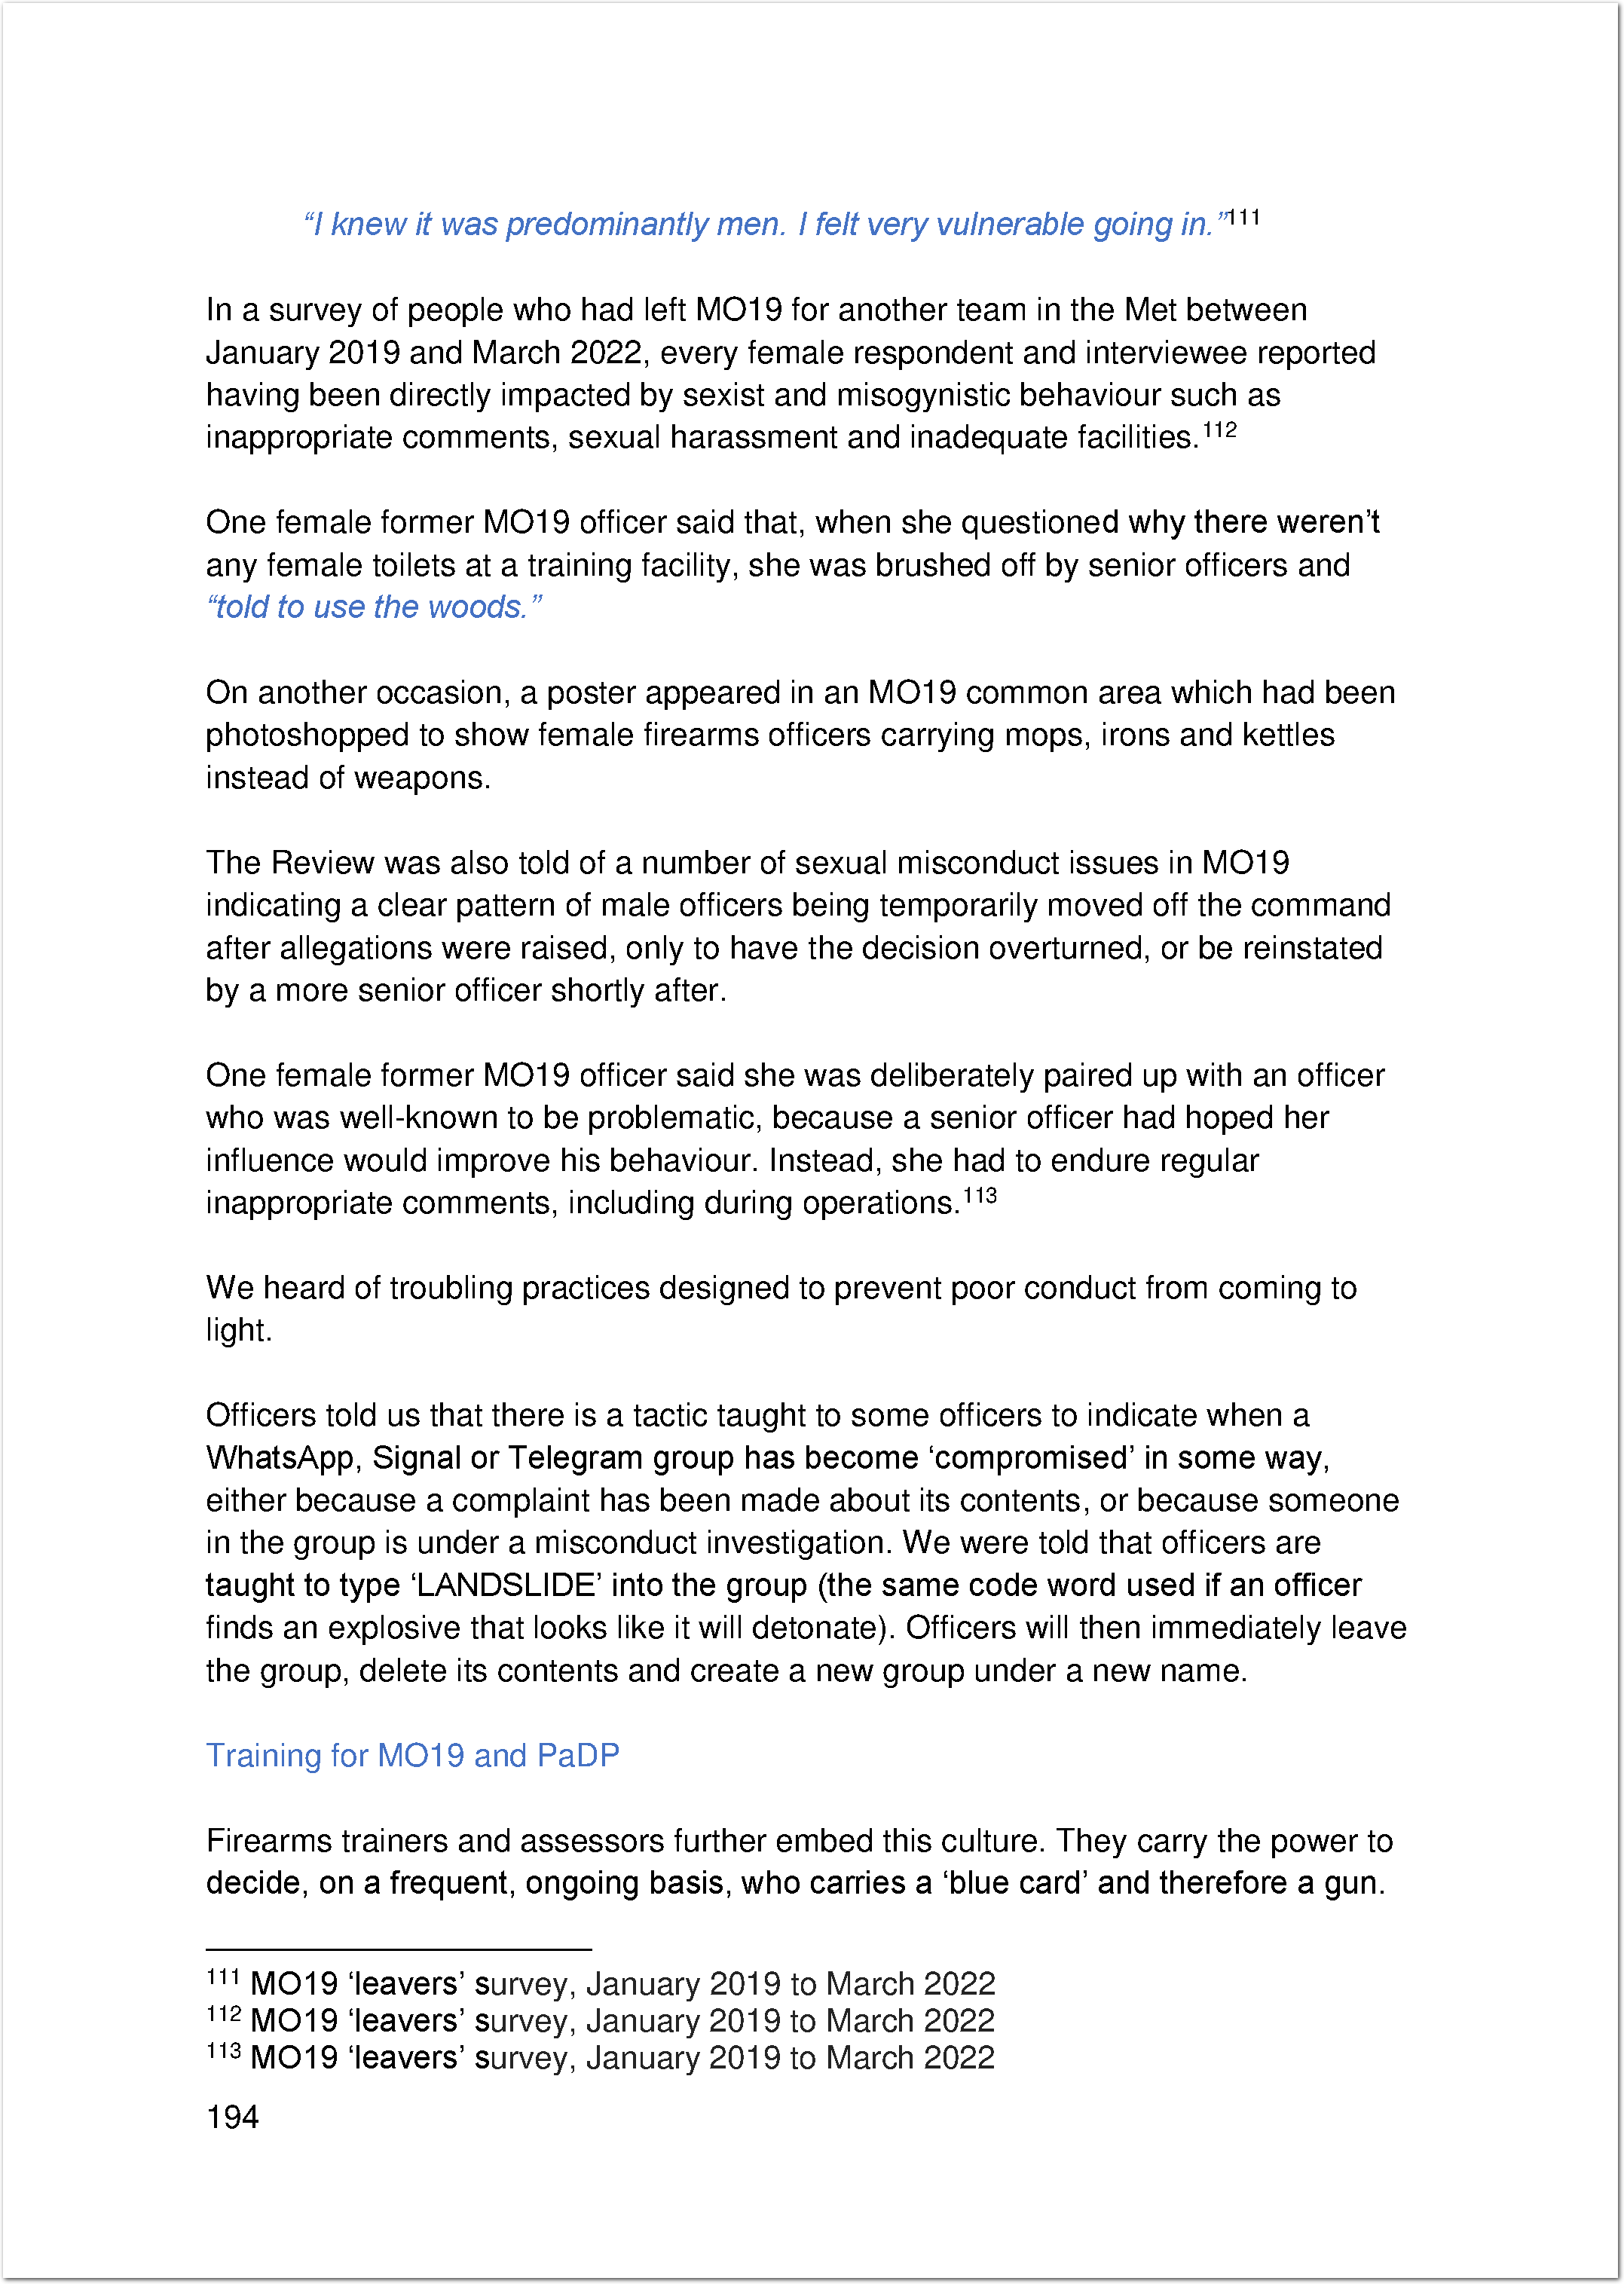 “I knew it was predominantly men. I felt very vulnerable going in.”111
In a survey of people who had left MO19 for another team in the Met between
January 2019 and March 2022, every female respondent and interviewee reported
having been directly impacted by sexist and misogynistic behaviour such as
inappropriate comments, sexual harassment and inadequate facilities.112
One female former MO19 officer said that, when she questioned why there weren’t
any female toilets at a training facility, she was brushed off by senior officers and
“told to use the woods.”
On another occasion, a poster appeared in an MO19 common area which had been
photoshopped to show female firearms officers carrying mops, irons and kettles
instead of weapons.
The Review was also told of a number of sexual misconduct issues in MO19
indicating a clear pattern of male officers being temporarily moved off the command
after allegations were raised, only to have the decision overturned, or be reinstated
by a more senior officer shortly after.
One female former MO19 officer said she was deliberately paired up with an officer
who was well-known to be problematic, because a senior officer had hoped her
influence would improve his behaviour. Instead, she had to endure regular
inappropriate comments, including during operations.113
We heard of troubling practices designed to prevent poor conduct from coming to
light.
Officers told us that there is a tactic taught to some officers to indicate when a
WhatsApp, Signal or Telegram group has become ‘compromised’ in some way,
either because a complaint has been made about its contents, or because someone
in the group is under a misconduct investigation. We were told that officers are
taught to type ‘LANDSLIDE’ into the group (the same code word used if an officer
finds an explosive that looks like it will detonate). Officers will then immediately leave
the group, delete its contents and create a new group under a new name.
Training for MO19 and PaDP
Firearms trainers and assessors further embed this culture. They carry the power to
decide, on a frequent, ongoing basis, who carries a ‘blue card’ and therefore a gun.
111 MO19 ‘leavers’ survey, January 2019 to March 2022
112 MO19 ‘leavers’ survey, January 2019 to March 2022
113 MO19 ‘leavers’ survey, January 2019 to March 2022
194